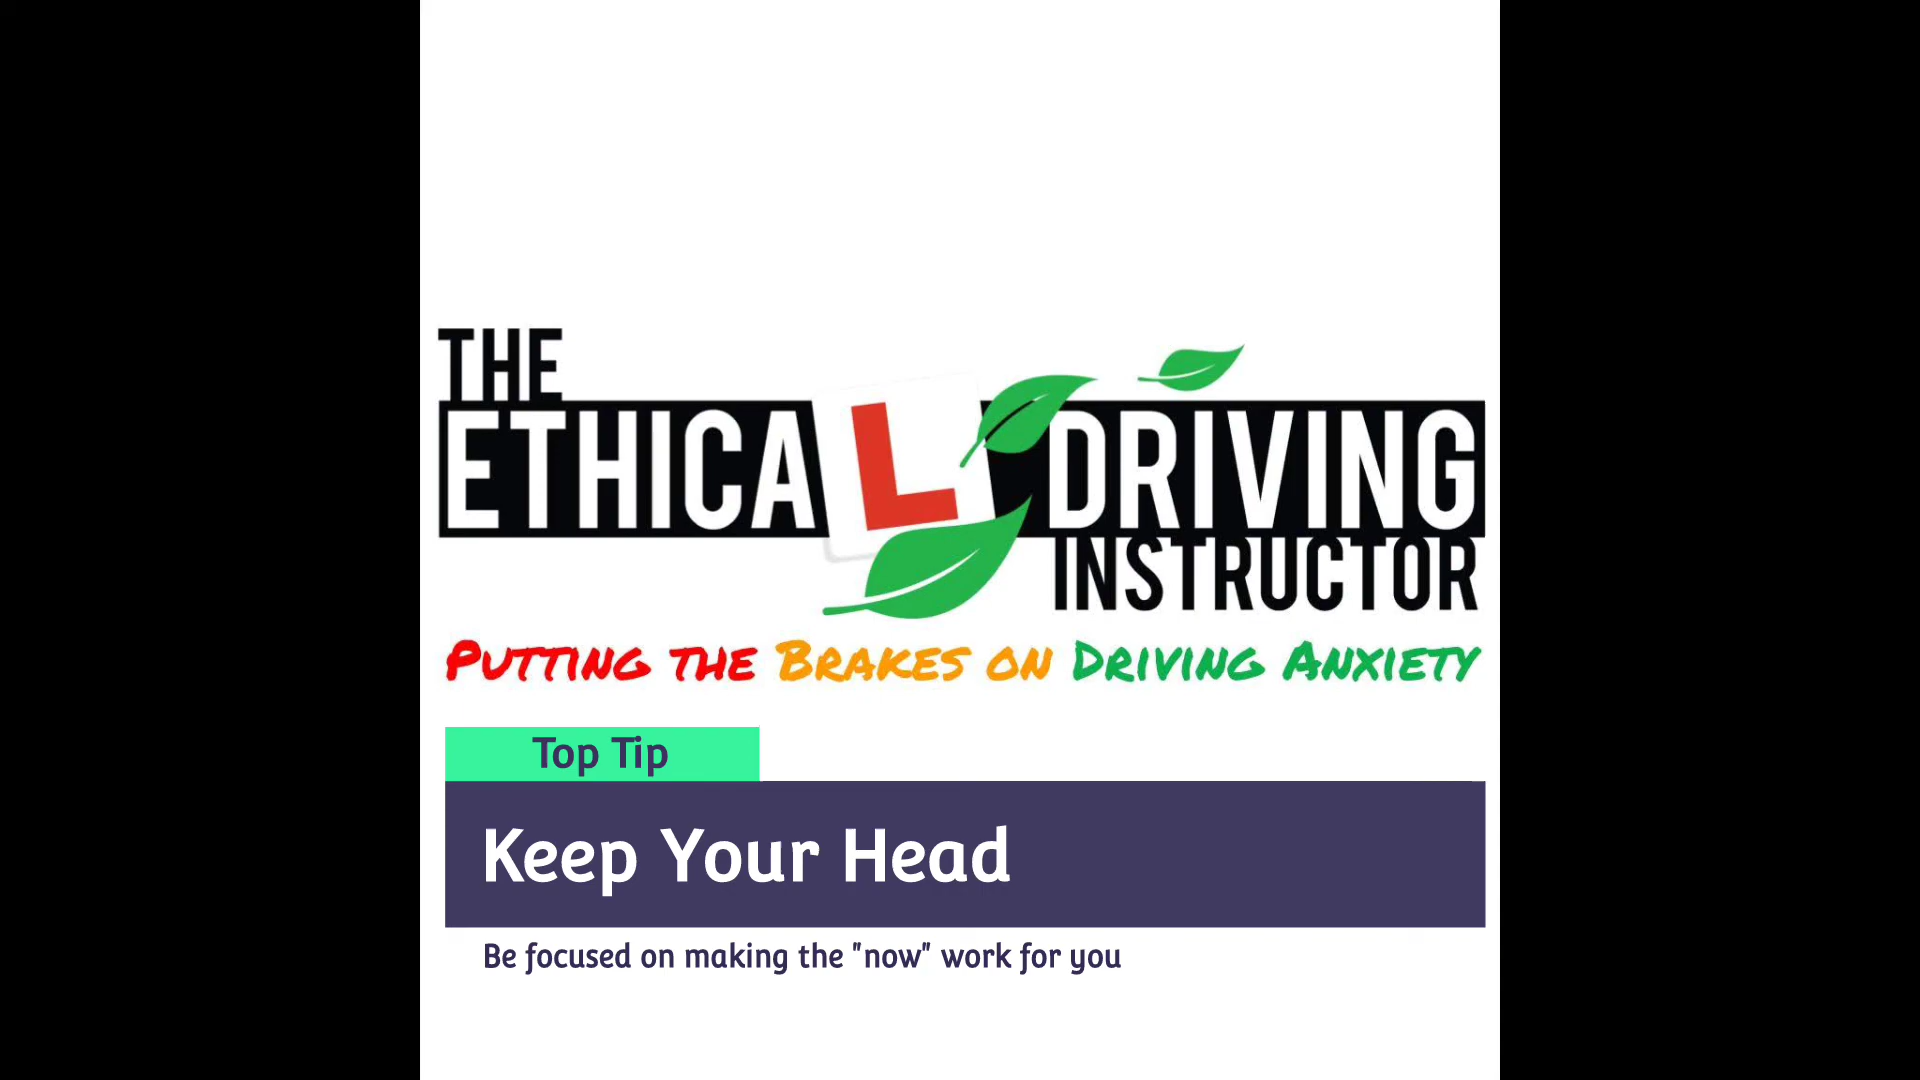 THE
ETHICAL DRIVING
INSTRUCTOR
PUTTING THE BRAKES ON DRIVING ANXIETY
Top Tip
Keep Your Head
Be focused on making the "now" work for you